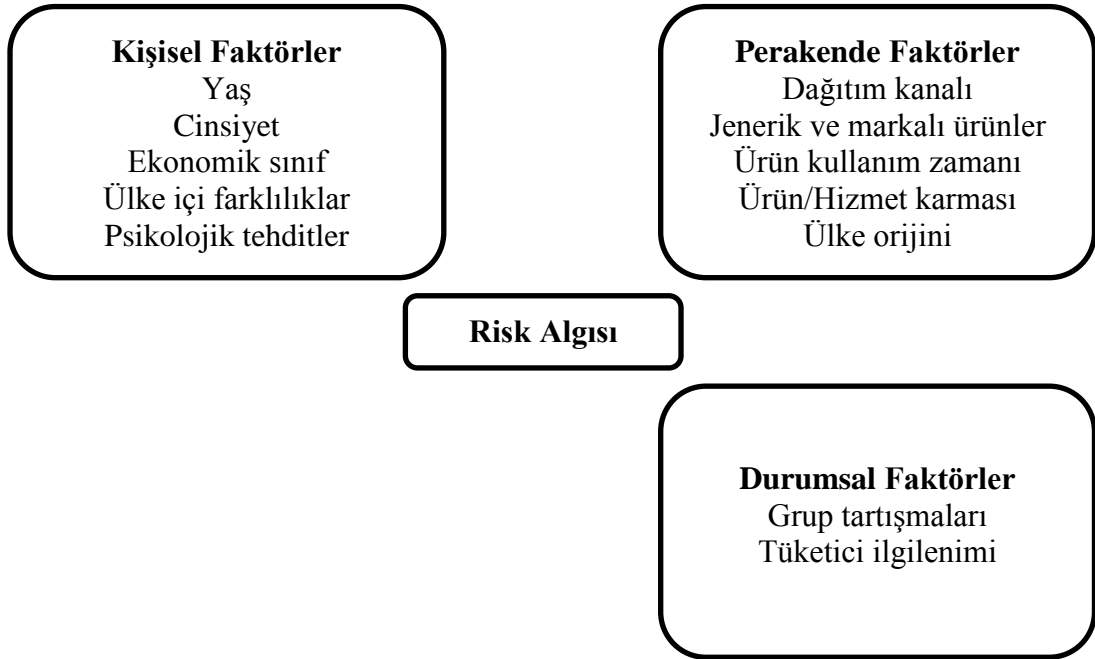 Kişisel Faktörler
Yaş
Cinsiyet
Ekonomik sınıf
Ülke içi farklılıklar
Psikolojik tehditler
Perakende Faktörler
Dağıtım kanalı
Jenerik ve markalı ürünler
Ürün kullanım zamanı
Ürün/Hizmet karması
Ülke orijini
Risk Algısı
Durumsal Faktörler
Grup tartışmaları
Tüketici ilgilenimi